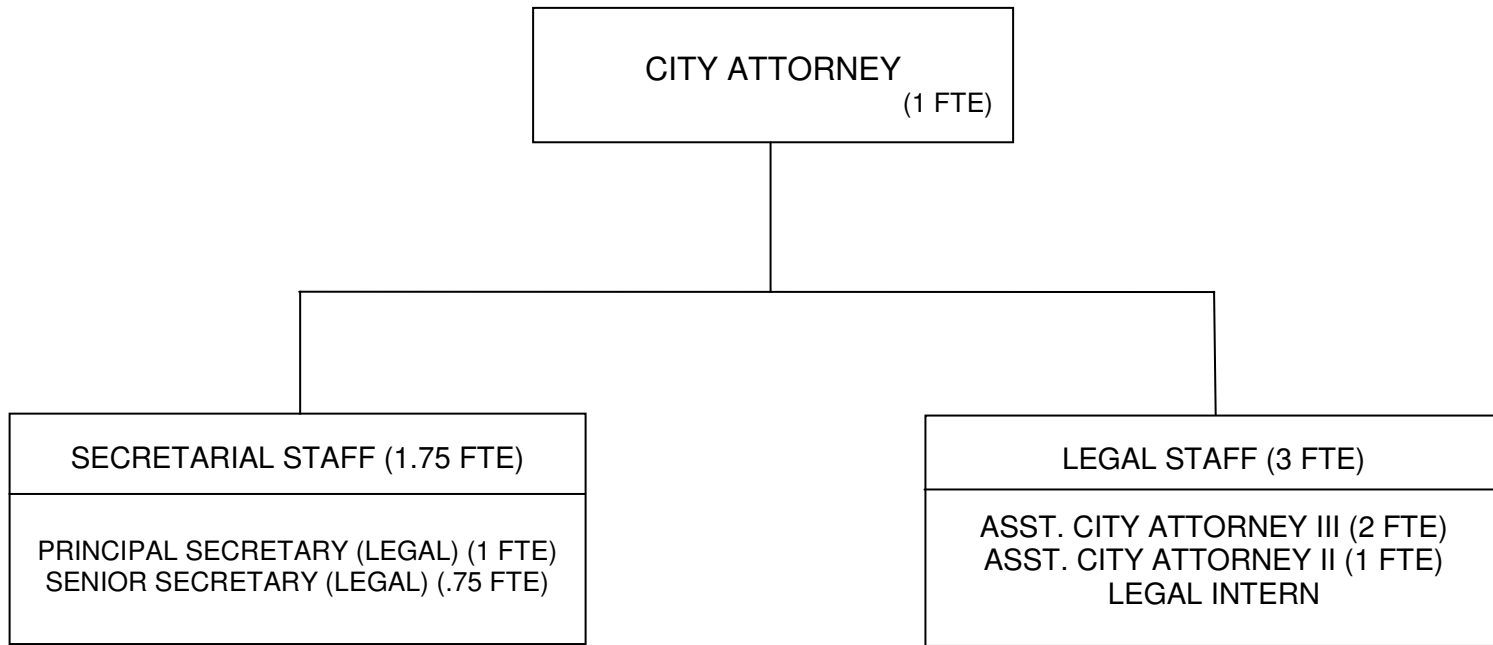 CITY ATTORNEY
(1 FTE)
SECRETARIAL STAFF (1.75 FTE)
PRINCIPAL SECRETARY (LEGAL) (1 FTE)
SENIOR SECRETARY (LEGAL) (.75 FTE)
LEGAL STAFF (3 FTE)
ASST. CITY ATTORNEY III (2 FTE)
ASST. CITY ATTORNEY II (1 FTE)
LEGAL INTERN